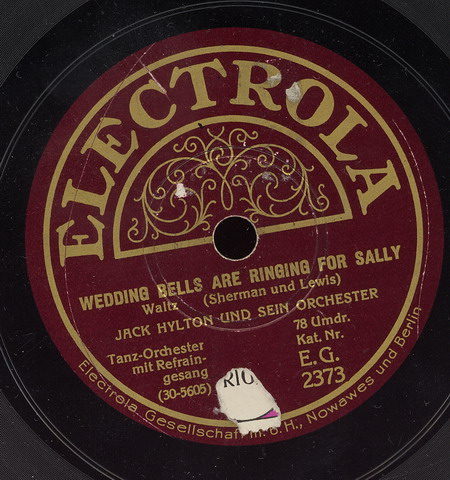 ELECTROLA
WEDDING BELLS ARE RINGING FOR SALLY
Waltz (Sherman und Lewis)
JACK HYLTON UND SEIN ORCHESTER
Tanz-Orchester
mit Refrain-
gesang
(30-5605)
78 Umdr.
Kat. Nr.
E.G.
2373
RIU
Electrola Gesellschaft m.b.H., Nowawes und Berlin